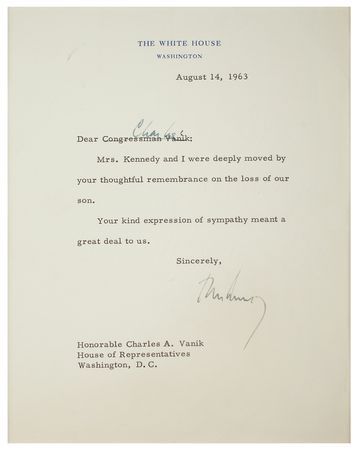 THE WHITE HOUSE
WASHINGTON
August 14, 1963
Charles
Dear Congressman Vanik:
Mrs. Kennedy and I were deeply moved by
your thoughtful remembrance on the loss of our
son.
Your kind expression of sympathy meant a
great deal to us.
Sincerely,
Honorable Charles A. Vanik
House of Representatives
Washington, D. C.